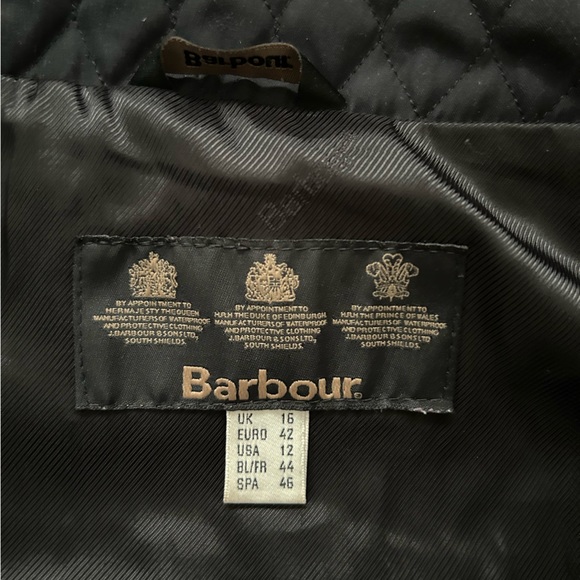 Barbour
Barbour
BY APPOINTMENT TO
HER MAJESTY THE QUEEN
MANUFACTURERS OF WATERPROOF
AND PROTECTIVE CLOTHING
J. BARBOUR & SONS LTD
SOUTH SHIELDS.
BY APPOINTMENT TO
H.R.H. THE DUKE OF EDINBURGH
MANUFACTURERS OF WATERPROOF
AND PROTECTIVE CLOTHING
J. BARBOUR & SONS LTD,
SOUTH SHIELDS.
BY APPOINTMENT TO
H.R.H. THE PRINCE OF WALES
MANUFACTURERS OF WATERPROOF
AND PROTECTIVE CLOTHING
J. BARBOUR & SONS LTD
SOUTH SHIELDS.
Barbour
UK 16
EURO 42
USA 12
BL/FR 44
SPA 46